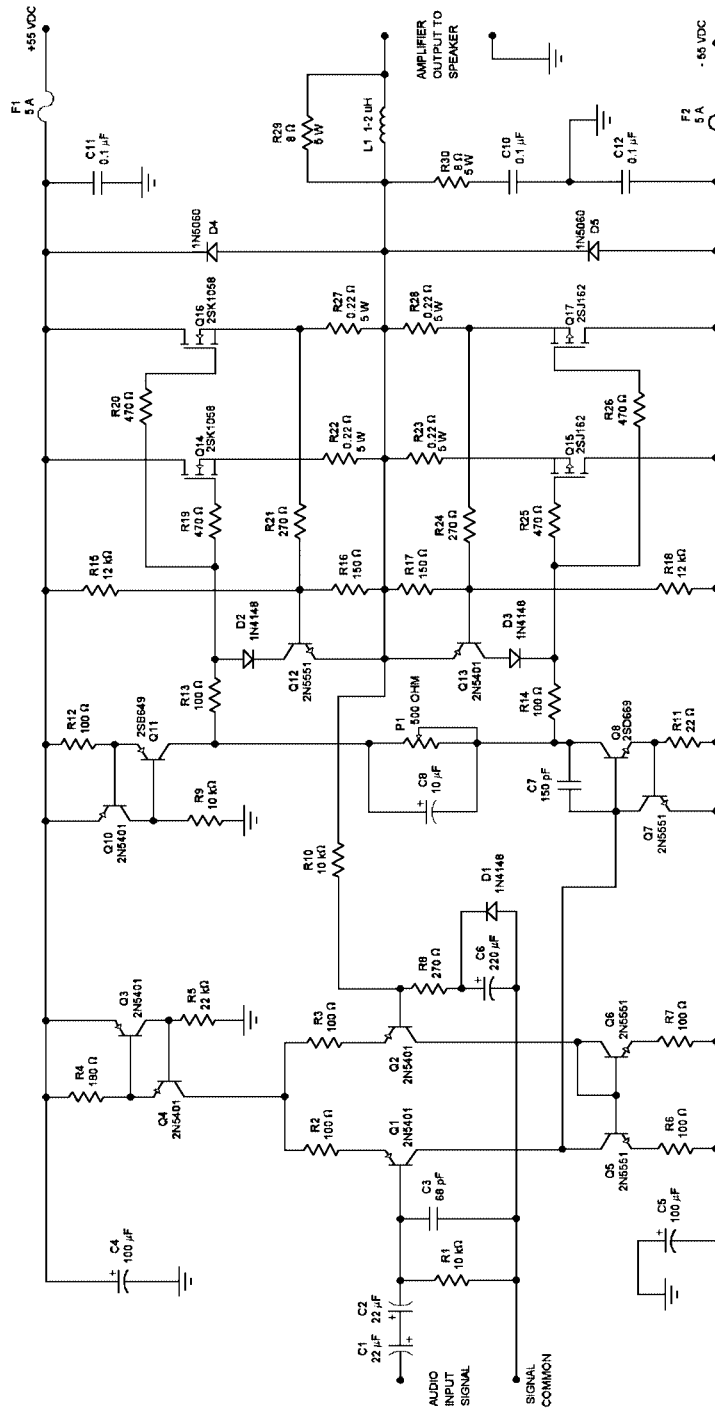 +55 VDC
F1
5 A
C11
0.1 µF
AMPLIFIER
OUTPUT TO
SPEAKER
R29
8 Ω
5 W
L1 1-2 uH
R30
8 Ω
5 W
C10
0.1 µF
C12
0.1 µF
F2
5 A
- 55 VDC
1N5060
D4
1N5060
D5
Q16
2SK1058
R27
0.22 Ω
5 W
R28
0.22 Ω
5 W
Q17
2SJ162
R20
470 Ω
R26
470 Ω
Q14
2SK1058
R22
0.22 Ω
5 W
R23
0.22 Ω
5 W
Q15
2SJ162
R19
470 Ω
R21
270 Ω
R24
270 Ω
R25
470 Ω
R15
12 kΩ
R16
150 Ω
R17
150 Ω
R18
12 kΩ
D2
1N4148
Q12
2N5551
Q13
2N5401
D3
1N4148
R13
100 Ω
R14
100 Ω
R12
100 Ω
2SB649
Q11
Q10
2N5401
R9
10 kΩ
P1
500 OHM
C8
+
10 µF
C7
150 pF
Q8
2SD669
R11
22 Ω
Q7
2N5551
R10
10 kΩ
D1
1N4148
R8
270 Ω
C6
+
220 µF
Q3
2N5401
R5
22 kΩ
R4
180 Ω
Q4
2N5401
R3
100 Ω
R2
100 Ω
Q2
2N5401
Q1
2N5401
Q6
2N5551
R7
100 Ω
Q5
2N5551
R6
100 Ω
C3
68 pF
R1
10 kΩ
C4
+
100 µF
C5
+
100 µF
C2
22 µF
+
C1
22 µF
+
AUDIO
INPUT
SIGNAL
SIGNAL
COMMON